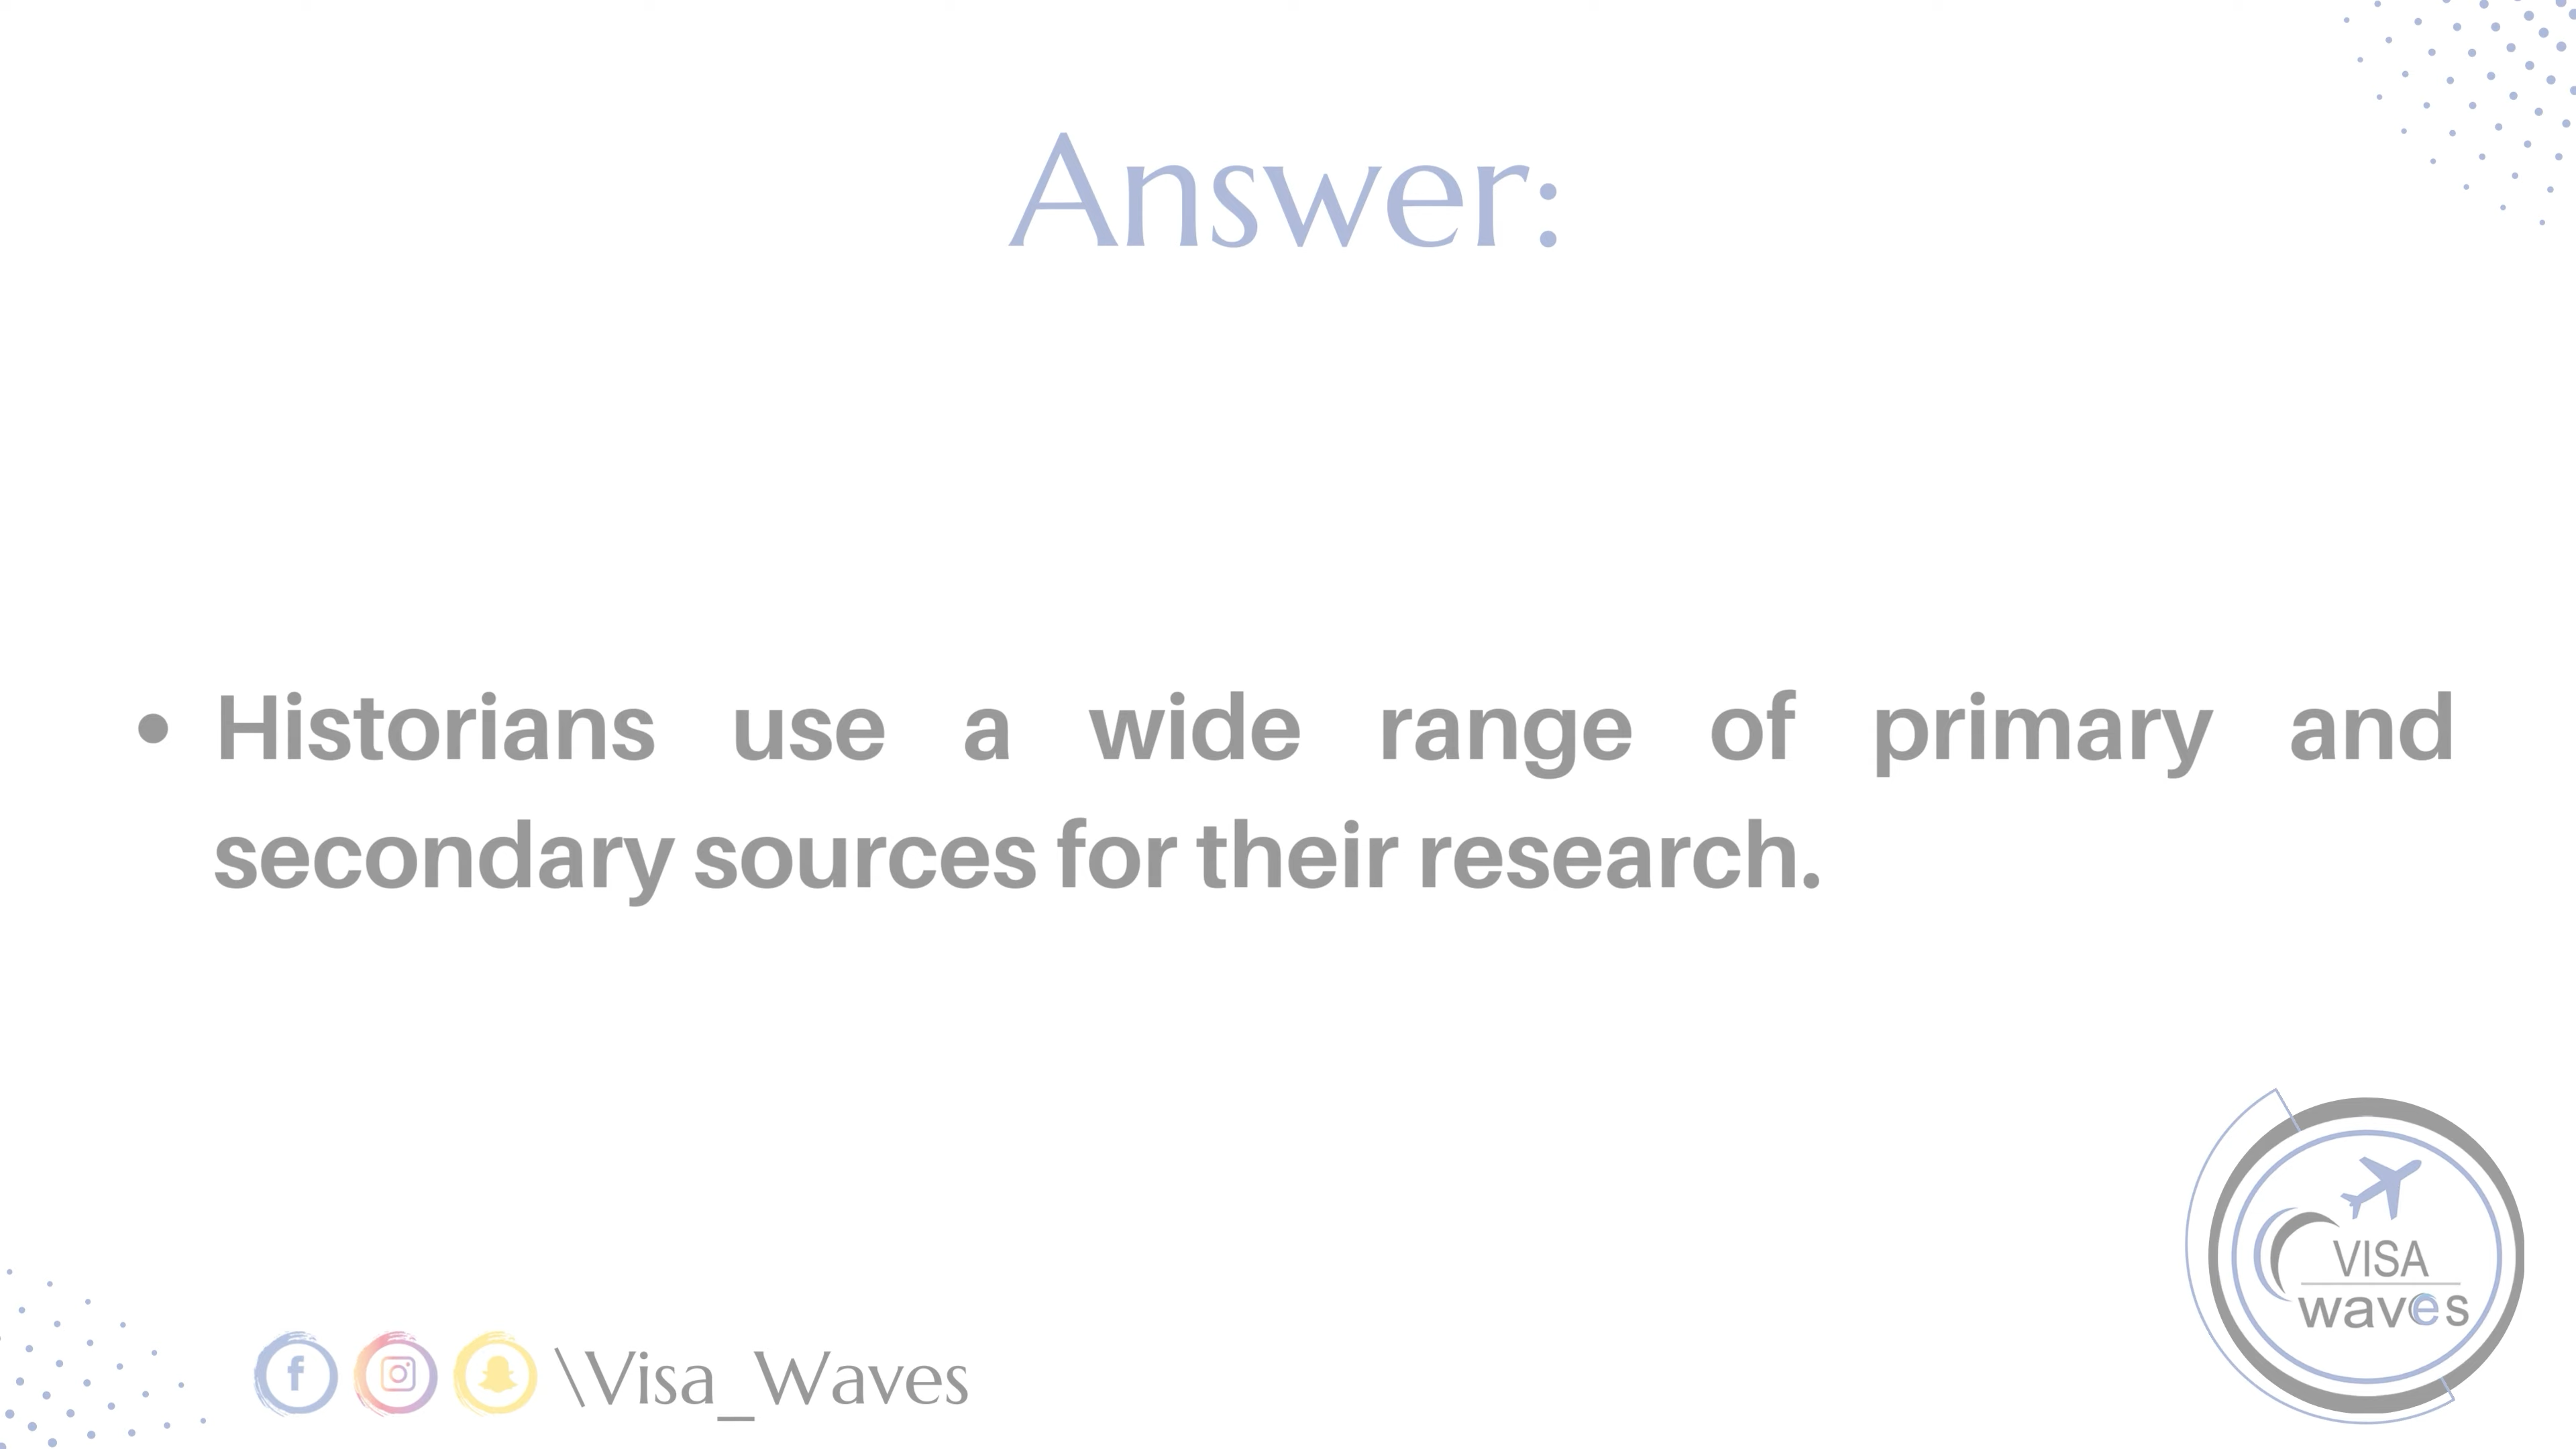 Answer:
• Historians use a wide range of primary and
secondary sources for their research.
VISA
waves
\Visa_Waves